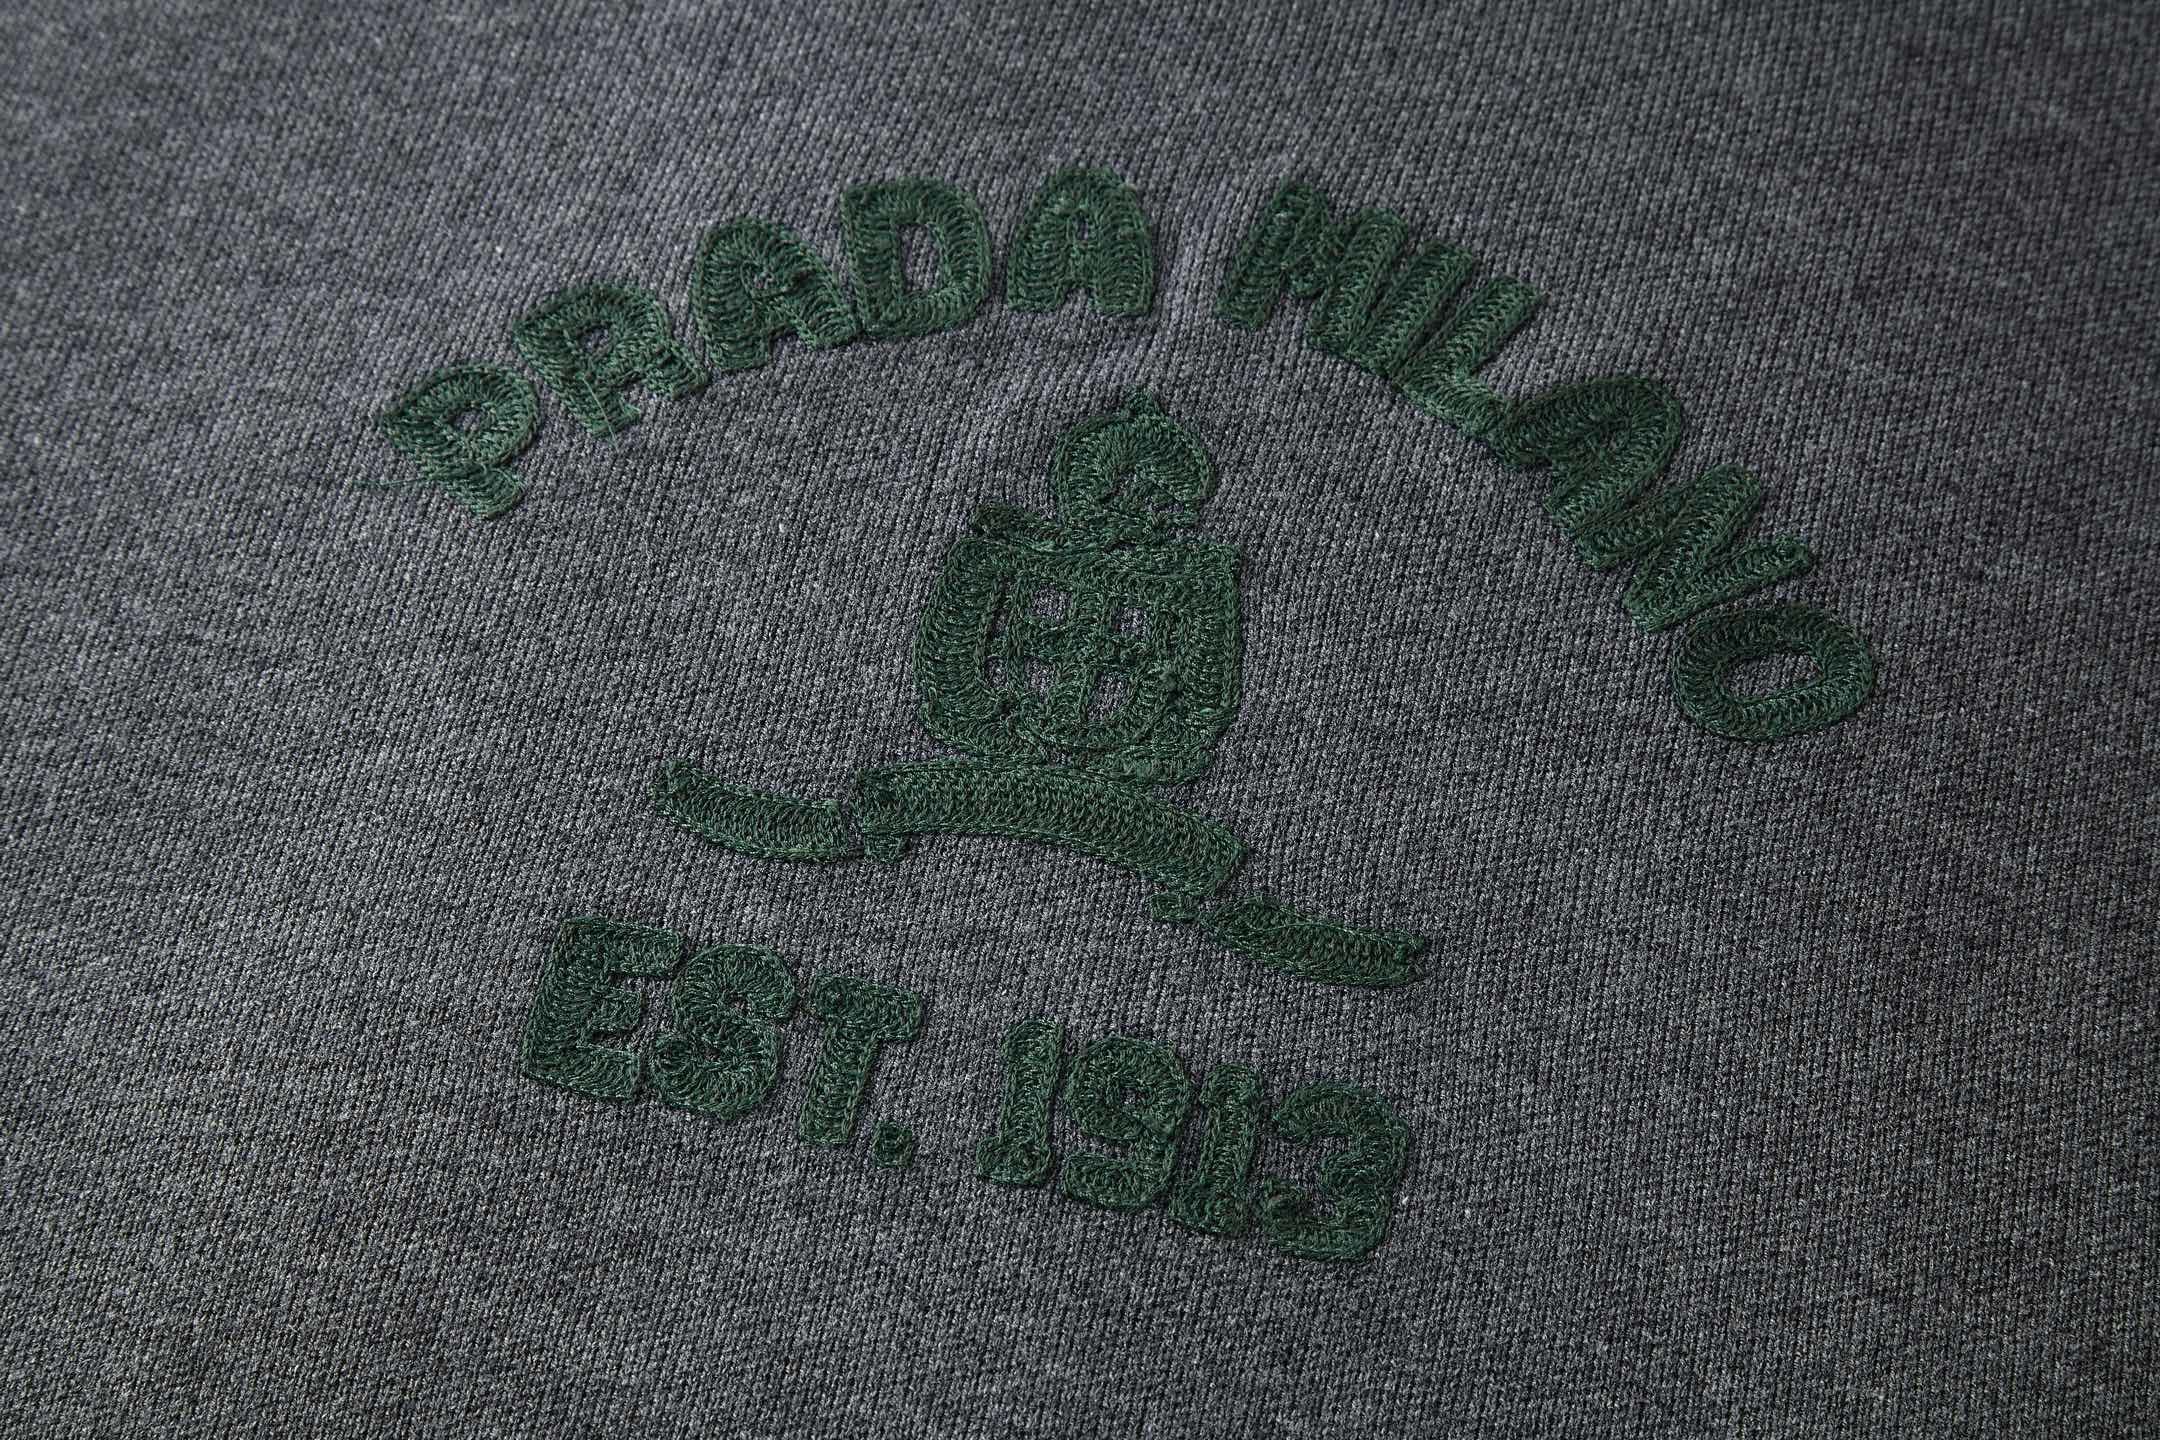 PRADA MILANO
EST. 1913